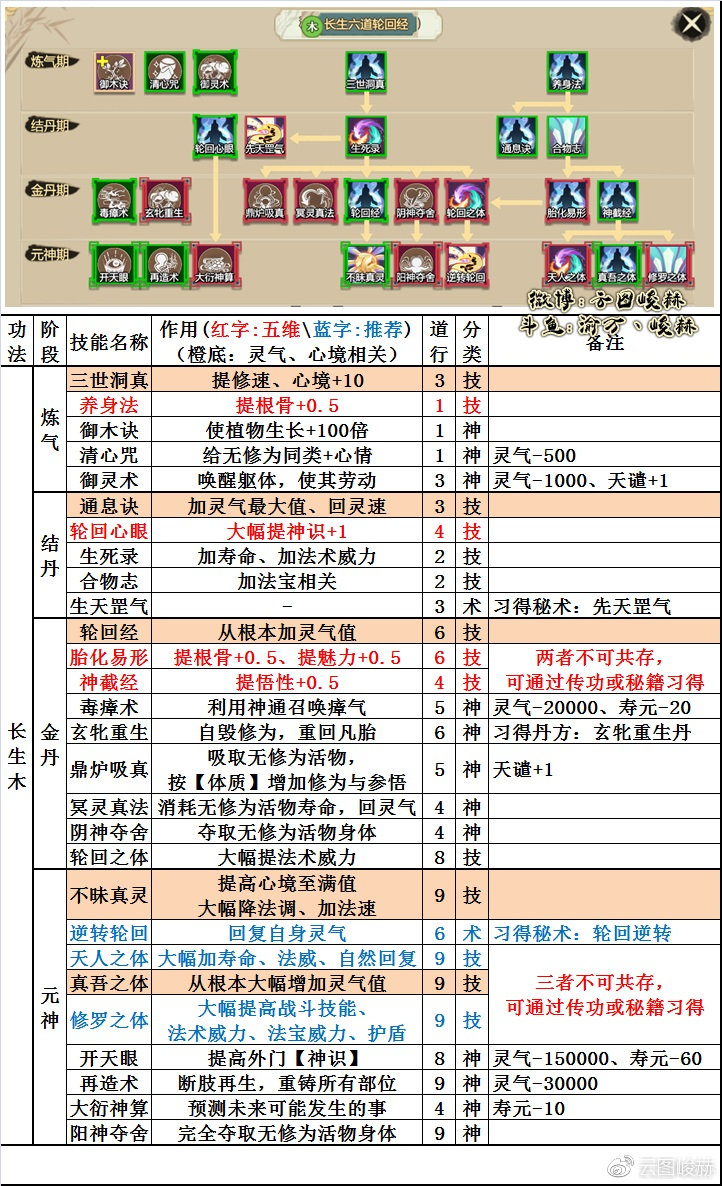 木 长生六道轮回经
炼气期
御木诀 清心咒 御灵术 三世洞真 养身法
结丹期
轮回心眼 先天罡气 生死录 通息诀 合物志
金丹期
毒瘴术 玄牝重生 鼎炉吸真 冥灵真法 轮回经 阴神夺舍 轮回之体 胎化易形 神截经
元神期
开天眼 再造术 大衍神算 不昧真灵 阳神夺舍 逆转轮回 天人之体 真吾之体 修罗之体
微博:云图峻赫
斗鱼:渝万、峻赫
功法 阶段 技能名称 作用(红字:五维\蓝字:推荐) 道行 分类 备注
(橙底:灵气、心境相关)
长生木
炼气
三世洞真 提修速、心境+10 3 技
养身法 提根骨+0.5 1 技
御木诀 使植物生长+100倍 1 神
清心咒 给无修为同类+心情 1 神 灵气-500
御灵术 唤醒躯体，使其劳动 3 神 灵气-1000、天谴+1
结丹
通息诀 加灵气最大值、回灵速 3 技
轮回心眼 大幅提神识+1 4 技
生死录 加寿命、加法术威力 2 技
合物志 加法宝相关 2 技
生天罡气 - 3 术 习得秘术：先天罡气
金丹
轮回经 从根本加灵气值 6 技
胎化易形 提根骨+0.5、提魅力+0.5 6 技 两者不可共存，
神截经 提悟性+0.5 4 技 可通过传功或秘籍习得
毒瘴术 利用神通召唤瘴气 5 神 灵气-20000、寿元-20
玄牝重生 自毁修为，重回凡胎 6 神 习得丹方：玄牝重生丹
鼎炉吸真 吸取无修为活物，
按【体质】增加修为与参悟 5 神 天谴+1
冥灵真法 消耗无修为活物寿命，回灵气 4 神
阴神夺舍 夺取无修为活物身体 4 神
轮回之体 大幅提法术威力 8 技
元神
不昧真灵 提高心境至满值
大幅降法调、加法速 9 技
逆转轮回 回复自身灵气 6 术 习得秘术：轮回逆转
天人之体 大幅加寿命、法威、自然回复 9 技
真吾之体 从根本大幅增加灵气值 9 技 三者不可共存，
可通过传功或秘籍习得
修罗之体 大幅提高战斗技能、
法术威力、法宝威力、护盾 9 技
开天眼 提高外门【神识】 8 神 灵气-150000、寿元-60
再造术 断肢再生，重铸所有部位 9 神 灵气-30000
大衍神算 预测未来可能发生的事 4 神 寿元-10
阳神夺舍 完全夺取无修为活物身体 9 神
云图峻赫